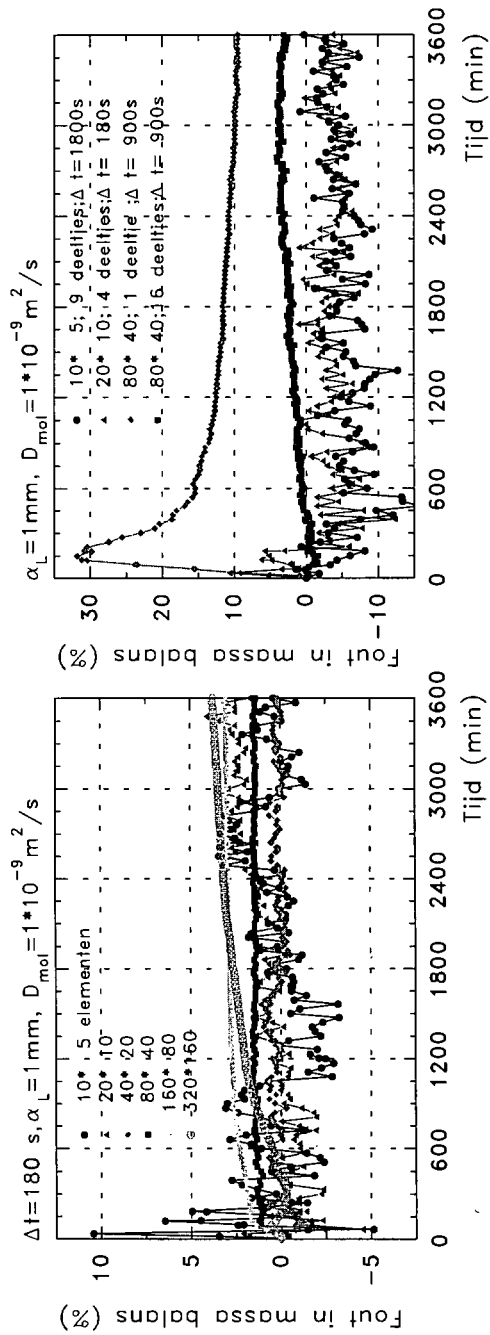 Δt=180 s, α_L=1mm, D_mol=1*10⁻⁹ m²/s
10* 5 elementen
20* 10
40* 20
80* 40
160* 80
320*160
Fout in massa balans (%)
10
5
0
−5
0 600 1200 1800 2400 3000 3600
Tijd (min)
α_L=1mm, D_mol=1*10⁻⁹ m²/s
10* 5; 9 deeltjes;Δ t=1800s
20* 10; 4 deeltjes;Δ t= 180s
80* 40; 1 deeltje ;Δ t= 900s
80* 40;16 deeltjes;Δ t= 900s
Fout in massa balans (%)
30
20
10
0
−10
0 600 1200 1800 2400 3000 3600
Tijd (min)